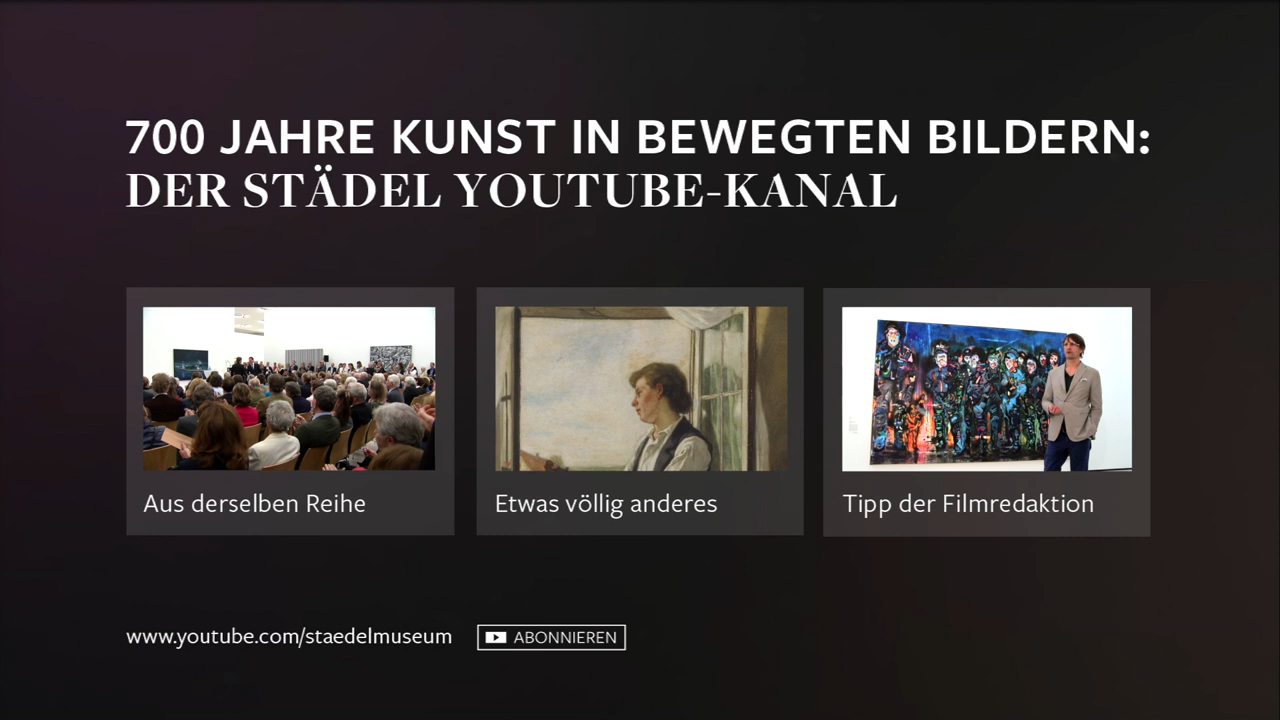 700 JAHRE KUNST IN BEWEGTEN BILDERN:
DER STÄDEL YOUTUBE-KANAL
Aus derselben Reihe
Etwas völlig anderes
Tipp der Filmredaktion
www.youtube.com/staedelmuseum
ABONNIEREN